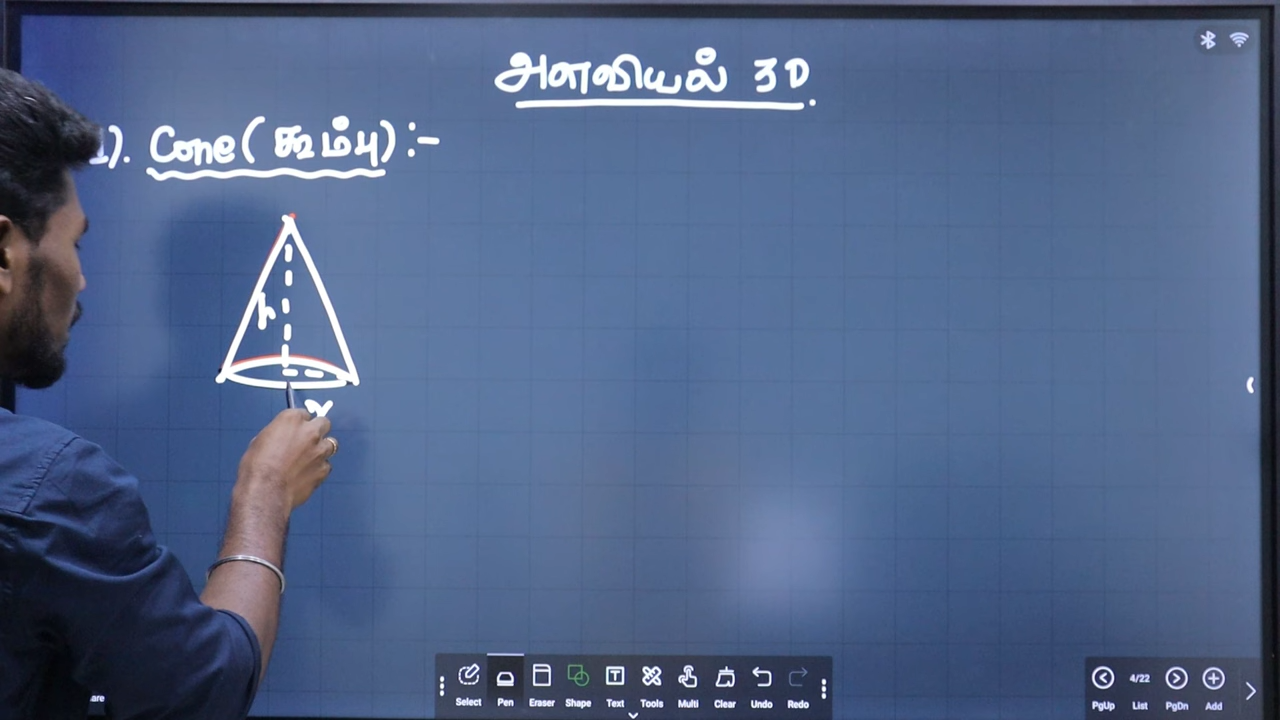 அளவியல் 3D.
1). Cone (கூம்பு) :-
h
r
Select Pen Eraser Shape Text Tools Multi Clear Undo Redo
4/22
PgUp List PgDn Add